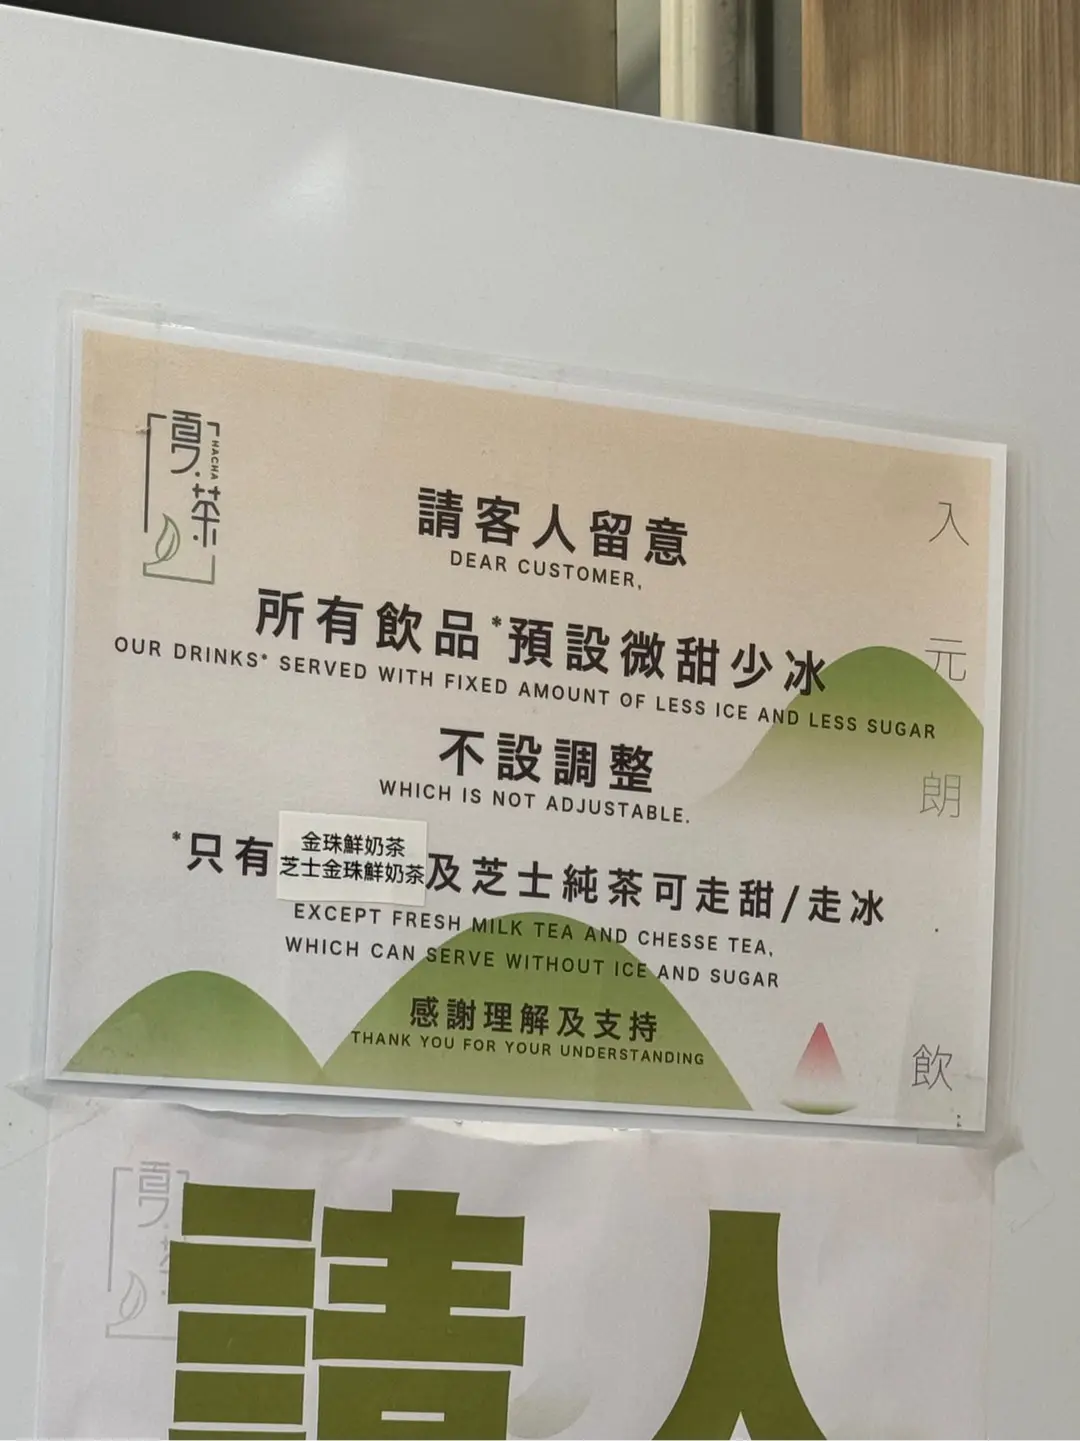 夏茶
HACHA
請客人留意
DEAR CUSTOMER,
所有飲品*預設微甜少冰
OUR DRINKS* SERVED WITH FIXED AMOUNT OF LESS ICE AND LESS SUGAR
不設調整
WHICH IS NOT ADJUSTABLE.
*只有金珠鮮奶茶
芝士金珠鮮奶茶及芝士純茶可走甜/走冰
EXCEPT FRESH MILK TEA AND CHESSE TEA,
WHICH CAN SERVE WITHOUT ICE AND SUGAR
感謝理解及支持
THANK YOU FOR YOUR UNDERSTANDING
入元朗．飲
請人